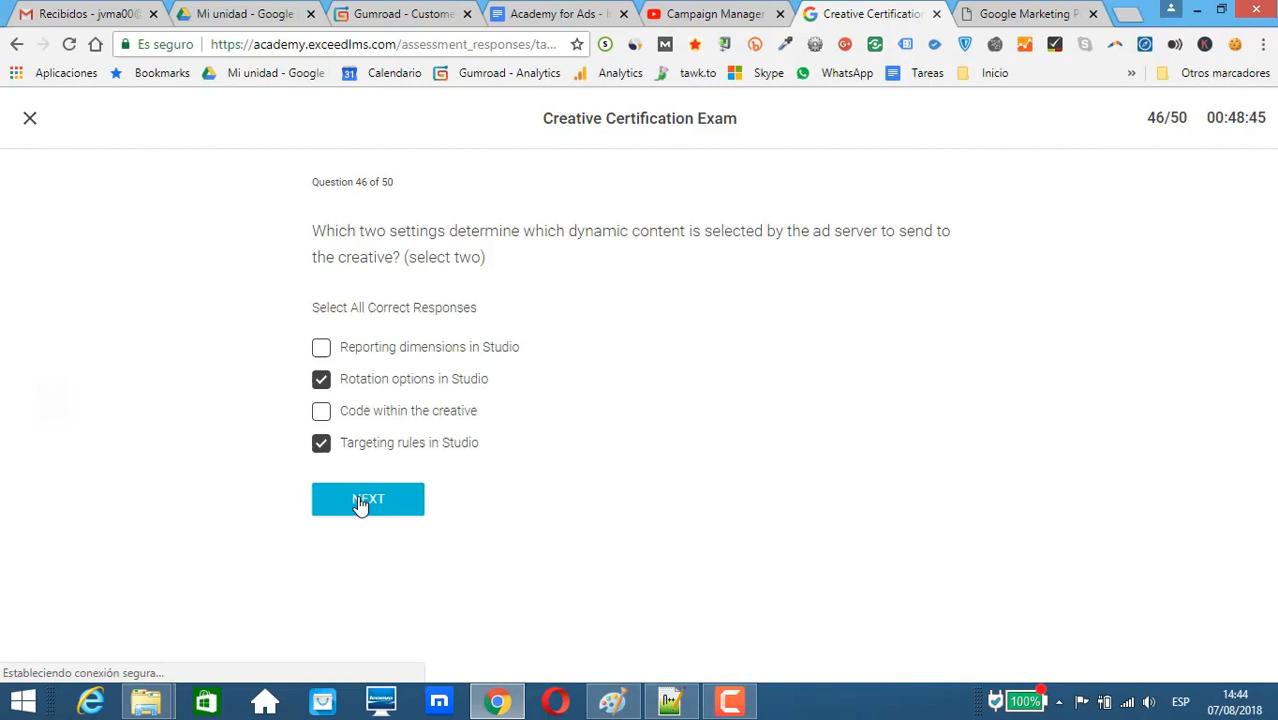 Recibidos - jvma00@
Mi unidad - Google
Gumroad - Custome
Academy for Ads - I
Campaign Manager
Creative Certification
Google Marketing P
Es seguro
https://academy.exceedlms.com/assessment_responses/ta...
Aplicaciones
Bookmark
Mi unidad - Google
Calendario
Gumroad - Analytics
Analytics
tawk.to
Skype
WhatsApp
Tareas
Inicio
»
Otros marcadores
Creative Certification Exam
46/50
00:48:45
Question 46 of 50
Which two settings determine which dynamic content is selected by the ad server to send to
the creative? (select two)
Select All Correct Responses
Reporting dimensions in Studio
Rotation options in Studio
Code within the creative
Targeting rules in Studio
NEXT
Estableciendo conexión segura...
100%
ESP
14:44
07/08/2018